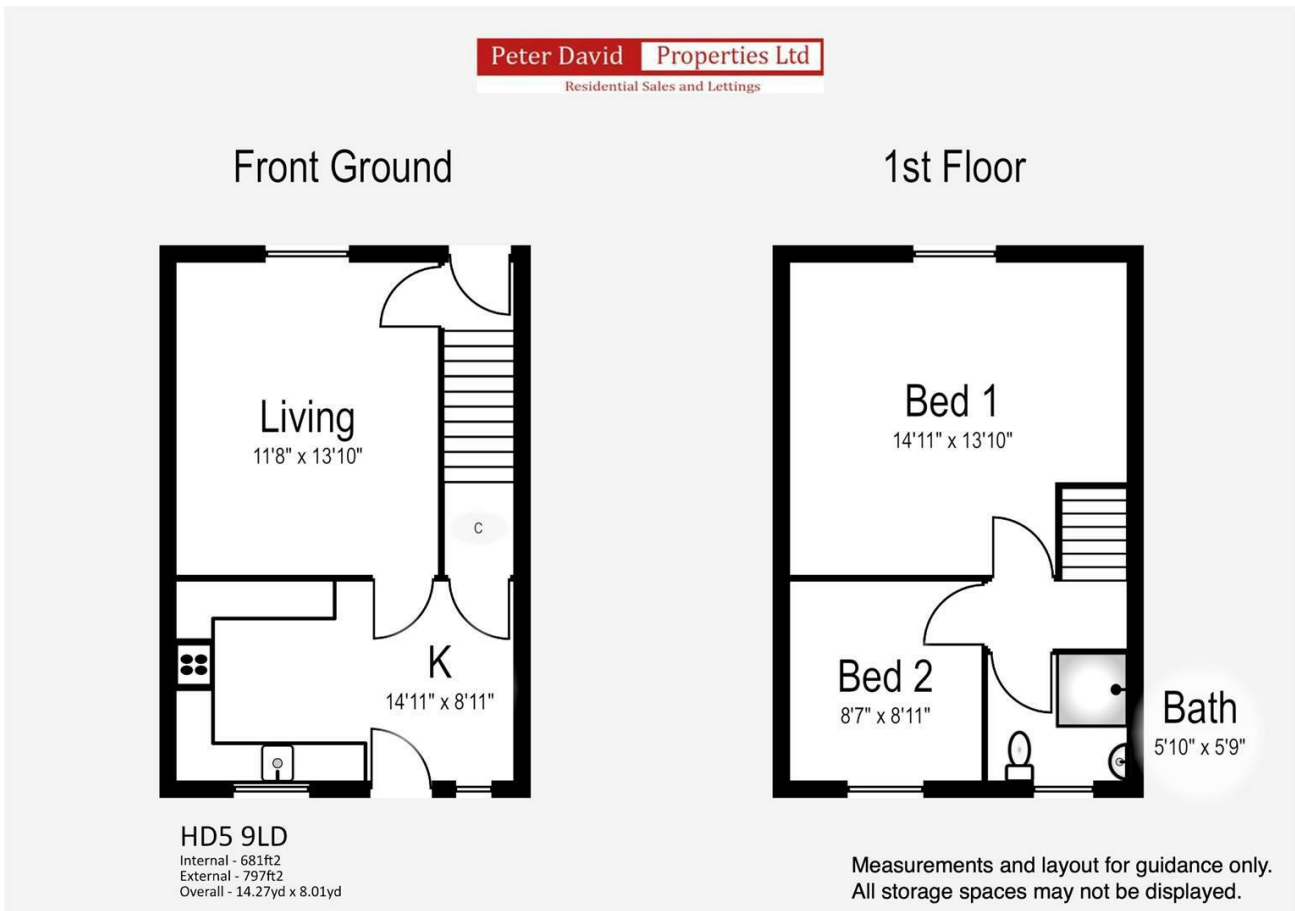 Peter David Properties Ltd
Residential Sales and Lettings
Front Ground
1st Floor
Living
11'8" x 13'10"
C
K
14'11" x 8'11"
Bed 1
14'11" x 13'10"
Bed 2
8'7" x 8'11"
Bath
5'10" x 5'9"
HD5 9LD
Internal - 681ft2
External - 797ft2
Overall - 14.27yd x 8.01yd
Measurements and layout for guidance only.
All storage spaces may not be displayed.